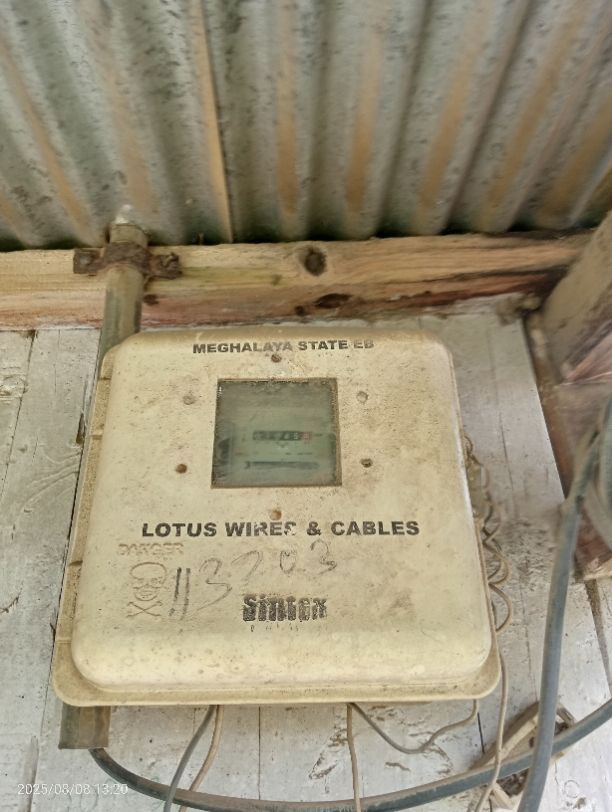 MEGHALAYA STATE EB
LOTUS WIRES & CABLES
DANGER
113203
Sintex
2025/08/08 13:20